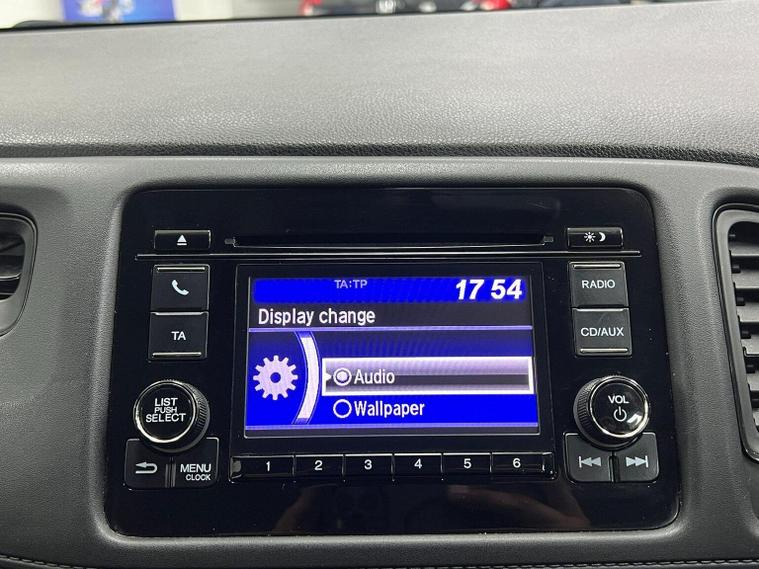 TA:TP
17 54
Display change
Audio
Wallpaper
RADIO
TA
CD/AUX
LIST
PUSH
SELECT
VOL
MENU
CLOCK
1 2 3 4 5 6